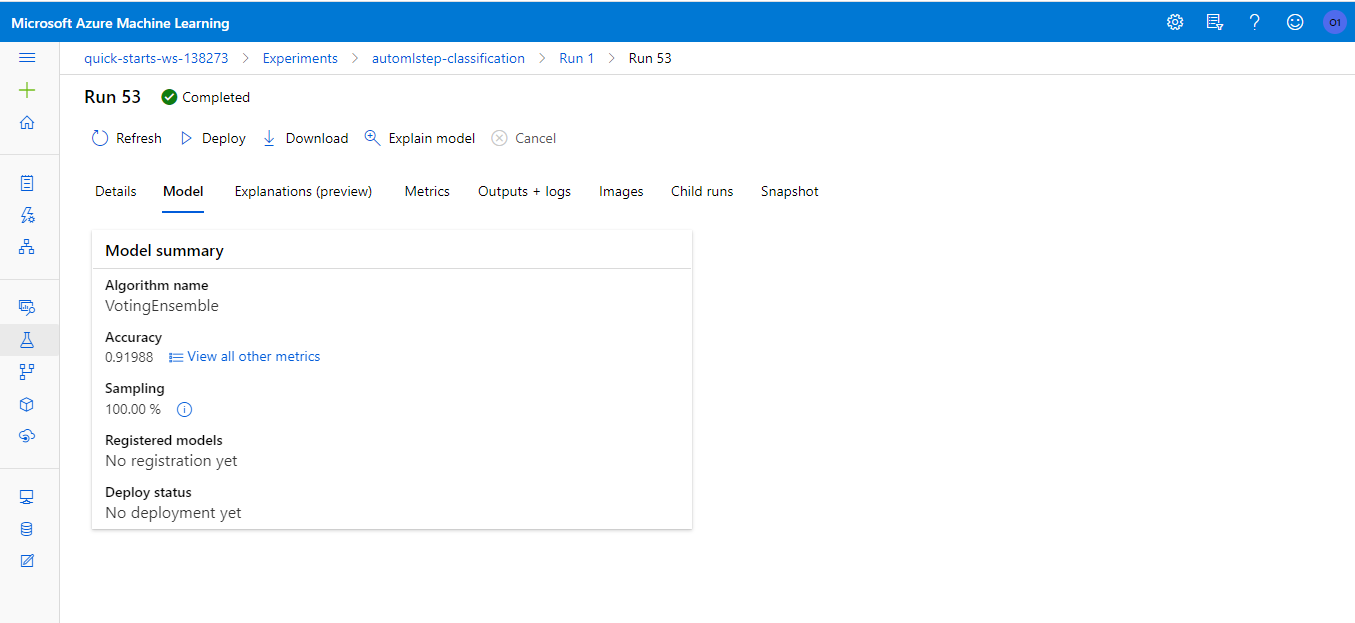 Microsoft Azure Machine Learning
O1
quick-starts-ws-138273 > Experiments > automlstep-classification > Run 1 > Run 53
Run 53 Completed
Refresh Deploy Download Explain model Cancel
Details Model Explanations (preview) Metrics Outputs + logs Images Child runs Snapshot
Model summary
Algorithm name
VotingEnsemble
Accuracy
0.91988 View all other metrics
Sampling
100.00 %
Registered models
No registration yet
Deploy status
No deployment yet